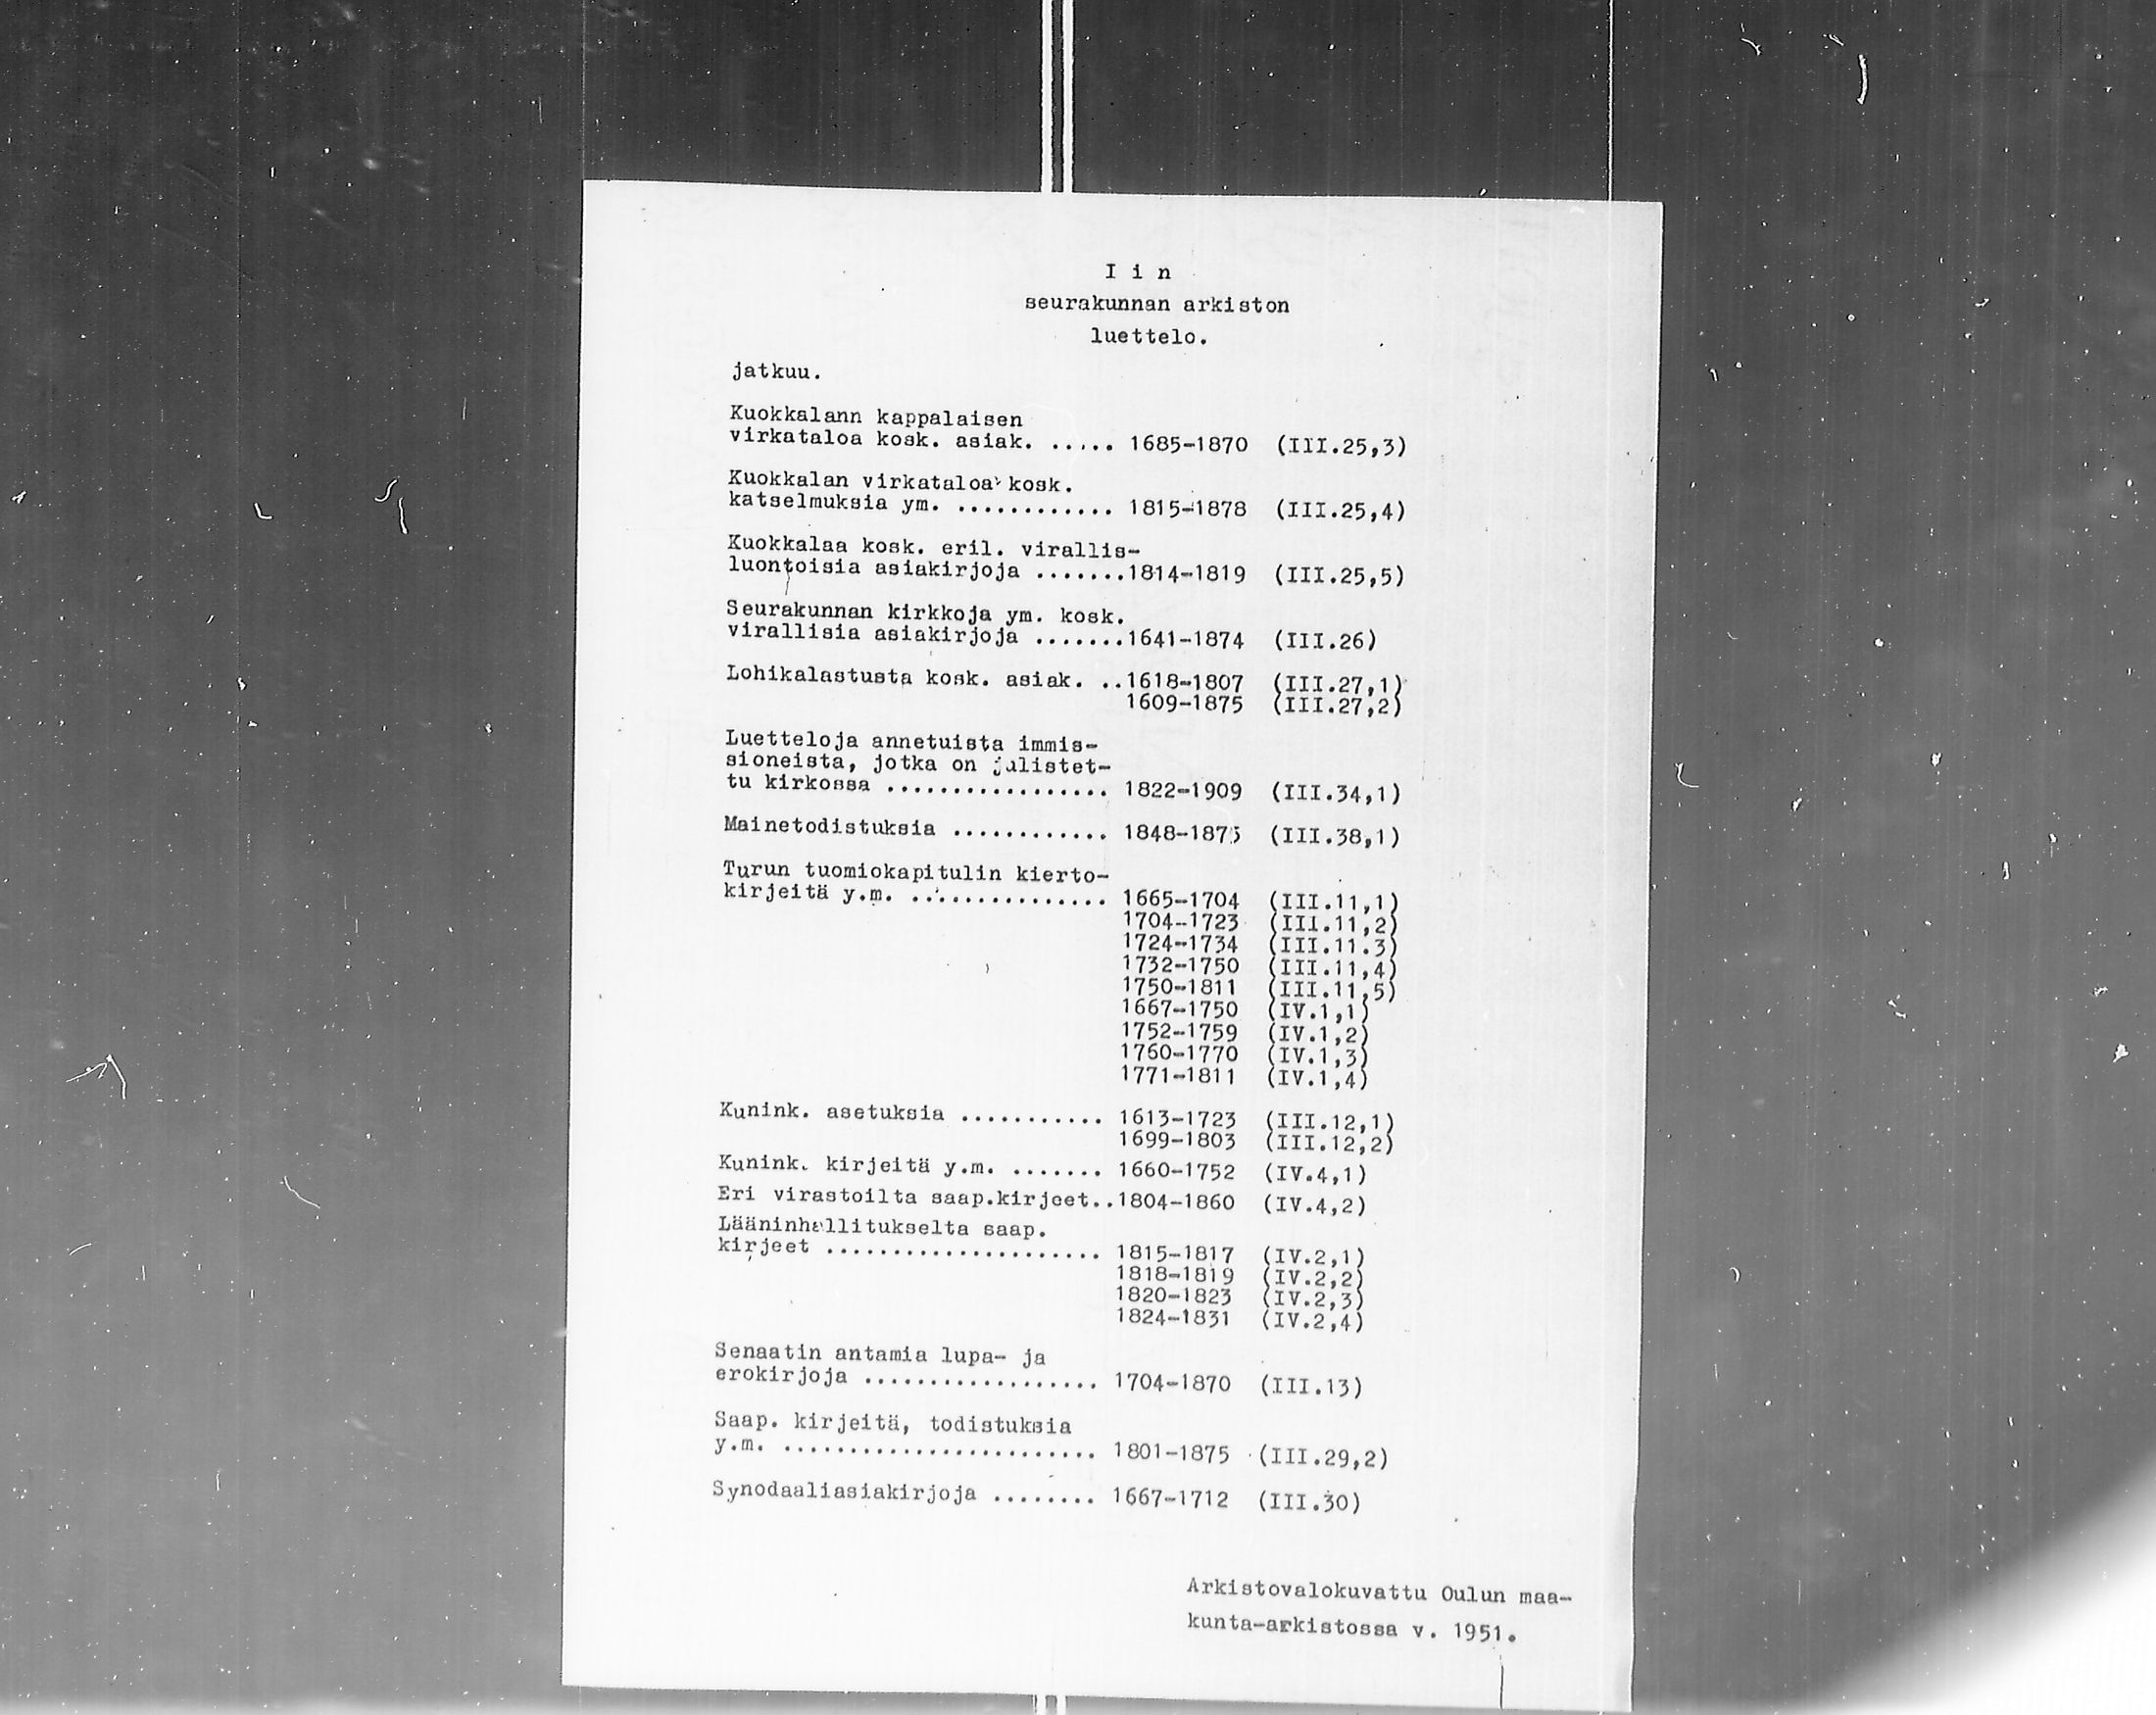 I i n
seurakunnan arkiston
luettelo.
jatkuu.
Kuokkalann kappalaisen
virkataloa kosk. asiak. ..... 1685-1870 (III.25,3)
Kuokkalan virkataloa kosk.
katselmuksia ym. ............ 1815-1878 (III.25,4)
Kuokkalaa kosk. eril. virallis-
luontoisia asiakirjoja .......1814-1819 (III.25,5)
Seurakunnan kirkkoja ym. kosk.
virallisia asiakirjoja .......1641-1874 (III.26)
Lohikalastusta kosk. asiak. ..1618-1807 (III.27,1)
1609-1875 (III.27,2)
Luetteloja annetuista immis-
sioneista, jotka on julistet-
tu kirkossa ................. 1822-1909 (III.34,1)
Mainetodistuksia ............ 1848-1875 (III.38,1)
Turun tuomiokapitulin kierto-
kirjeitä y.m. ............... 1665-1704 (III.11,1)
1704-1723 (III.11,2)
1724-1734 (III.11.3)
1732-1750 (III.11,4)
1750-1811 (III.11,5)
1667-1750 (IV.1,1)
1752-1759 (IV.1,2)
1760-1770 (IV.1,3)
1771-1811 (IV.1,4)
Kunink. asetuksia ........... 1613-1723 (III.12,1)
1699-1803 (III.12,2)
Kunink. kirjeitä y.m. ....... 1660-1752 (IV.4,1)
Eri virastoilta saap.kirjeet..1804-1860 (IV.4,2)
Lääninhallitukselta saap.
kirjeet ..................... 1815-1817 (IV.2,1)
1818-1819 (IV.2,2)
1820-1823 (IV.2,3)
1824-1831 (IV.2,4)
Senaatin antamia lupa- ja
erokirjoja .................. 1704-1870 (III.13)
Saap. kirjeitä, todistuksia
y.m. ........................ 1801-1875 (III.29,2)
Synodaaliasiakirjoja ........ 1667-1712 (III.30)
Arkistovalokuvattu Oulun maa-
kunta-arkistossa v. 1951.